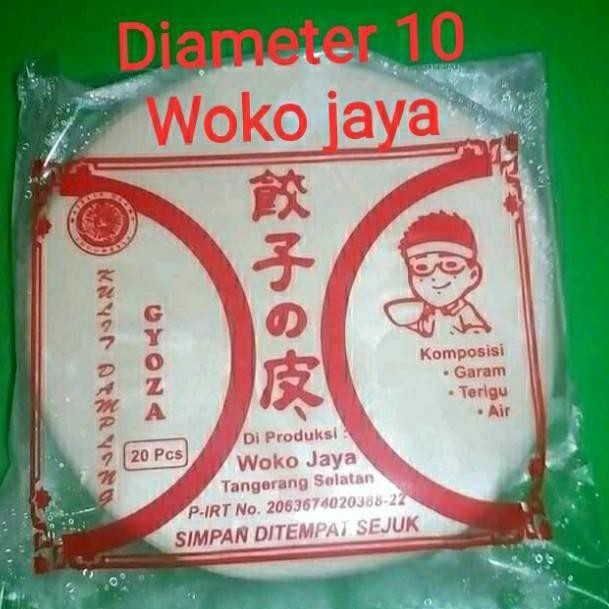 Diameter 10
Woko jaya
餃子の皮、
KULIT DAMPLING
GYOZA
20 Pcs
Komposisi
• Garam
• Terigu
• Air
Di Produksi :
Woko Jaya
Tangerang Selatan
P-IRT No. 2063674020388-22
SIMPAN DITEMPAT SEJUK